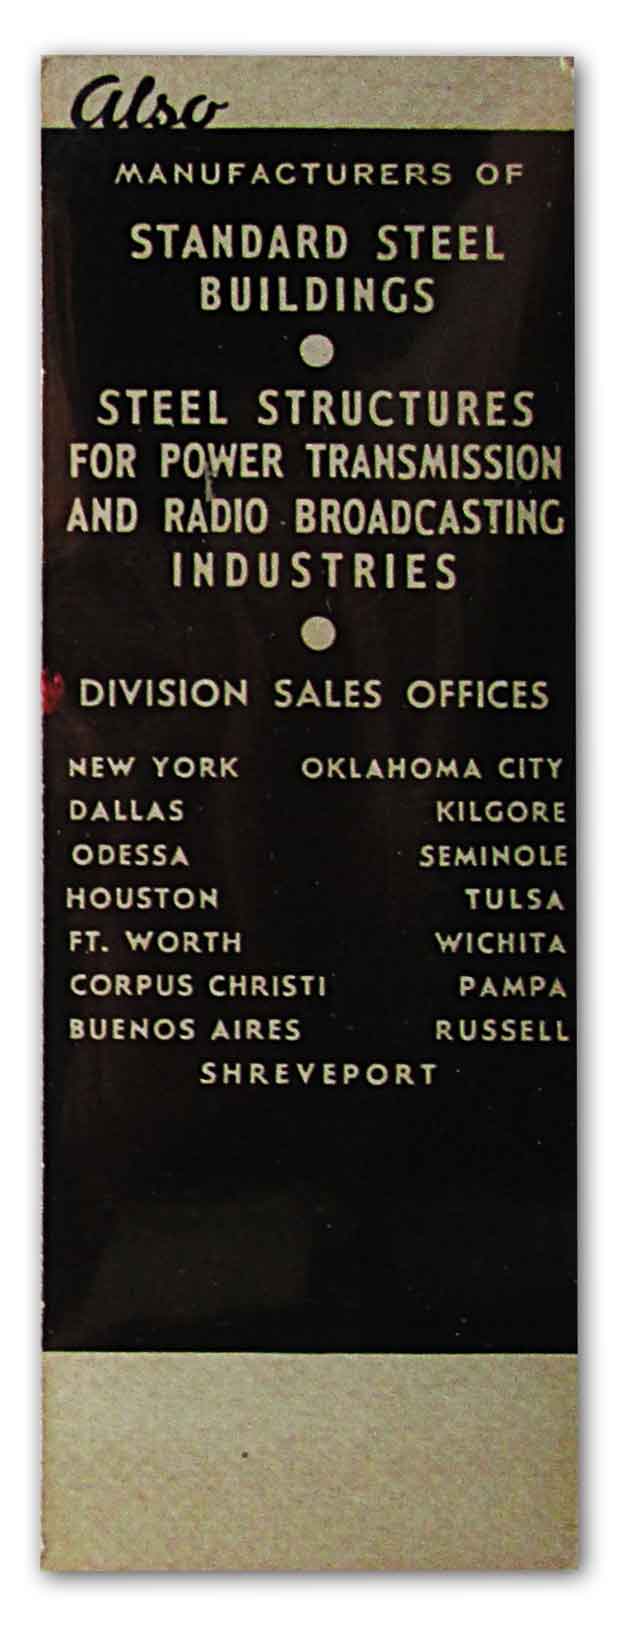 Also
MANUFACTURERS OF
STANDARD STEEL
BUILDINGS
STEEL STRUCTURES
FOR POWER TRANSMISSION
AND RADIO BROADCASTING
INDUSTRIES
DIVISION SALES OFFICES
NEW YORK OKLAHOMA CITY
DALLAS KILGORE
ODESSA SEMINOLE
HOUSTON TULSA
FT. WORTH WICHITA
CORPUS CHRISTI PAMPA
BUENOS AIRES RUSSELL
SHREVEPORT